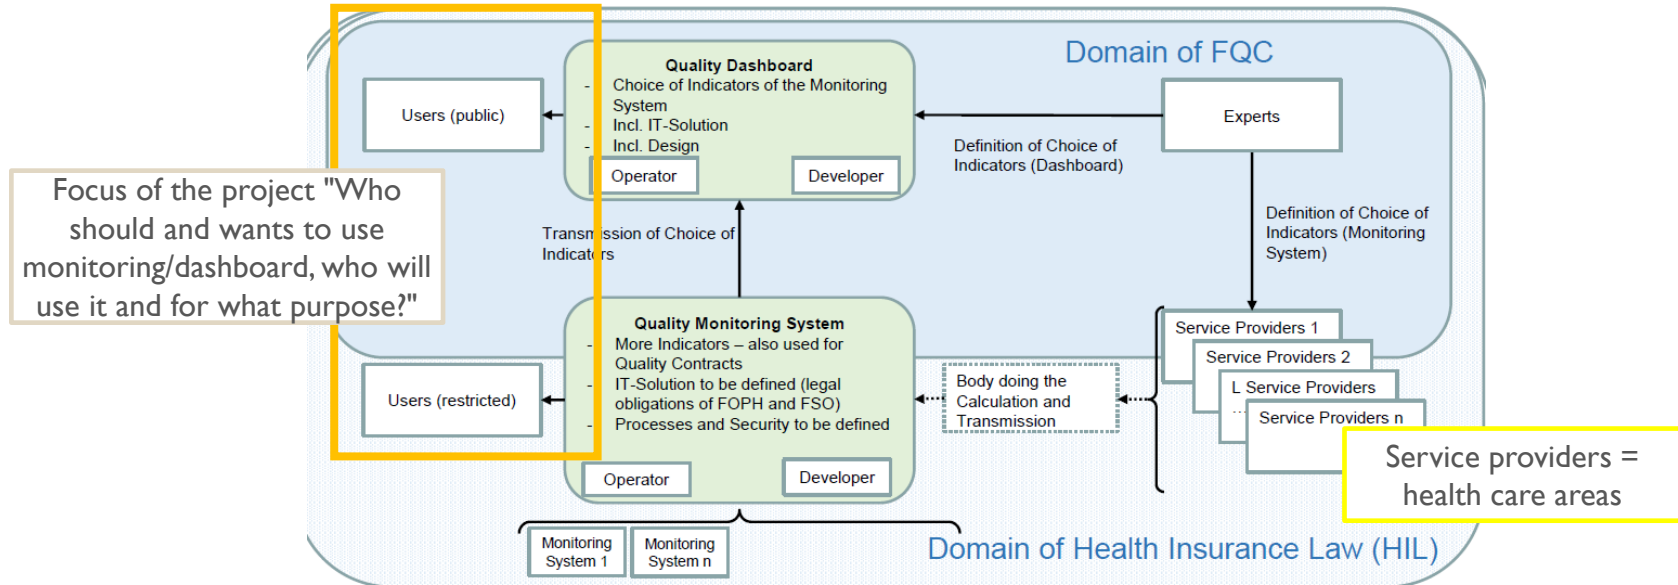 Domain of FQC
Quality Dashboard
- Choice of Indicators of the Monitoring
System
- Incl. IT-Solution
- Incl. Design
Operator
Developer
Users (public)
Experts
Definition of Choice of
Indicators (Dashboard)
Focus of the project "Who
should and wants to use
monitoring/dashboard, who will
use it and for what purpose?"
Transmission of Choice of
Indicators
Definition of Choice of
Indicators (Monitoring
System)
Quality Monitoring System
- More Indicators – also used for
Quality Contracts
- IT-Solution to be defined (legal
obligations of FOPH and FSO)
- Processes and Security to be defined
Operator
Developer
Users (restricted)
Body doing the
Calculation and
Transmission
Service Providers 1
Service Providers 2
L Service Providers
...
Service Providers n
Service providers =
health care areas
Monitoring
System 1
Monitoring
System n
Domain of Health Insurance Law (HIL)